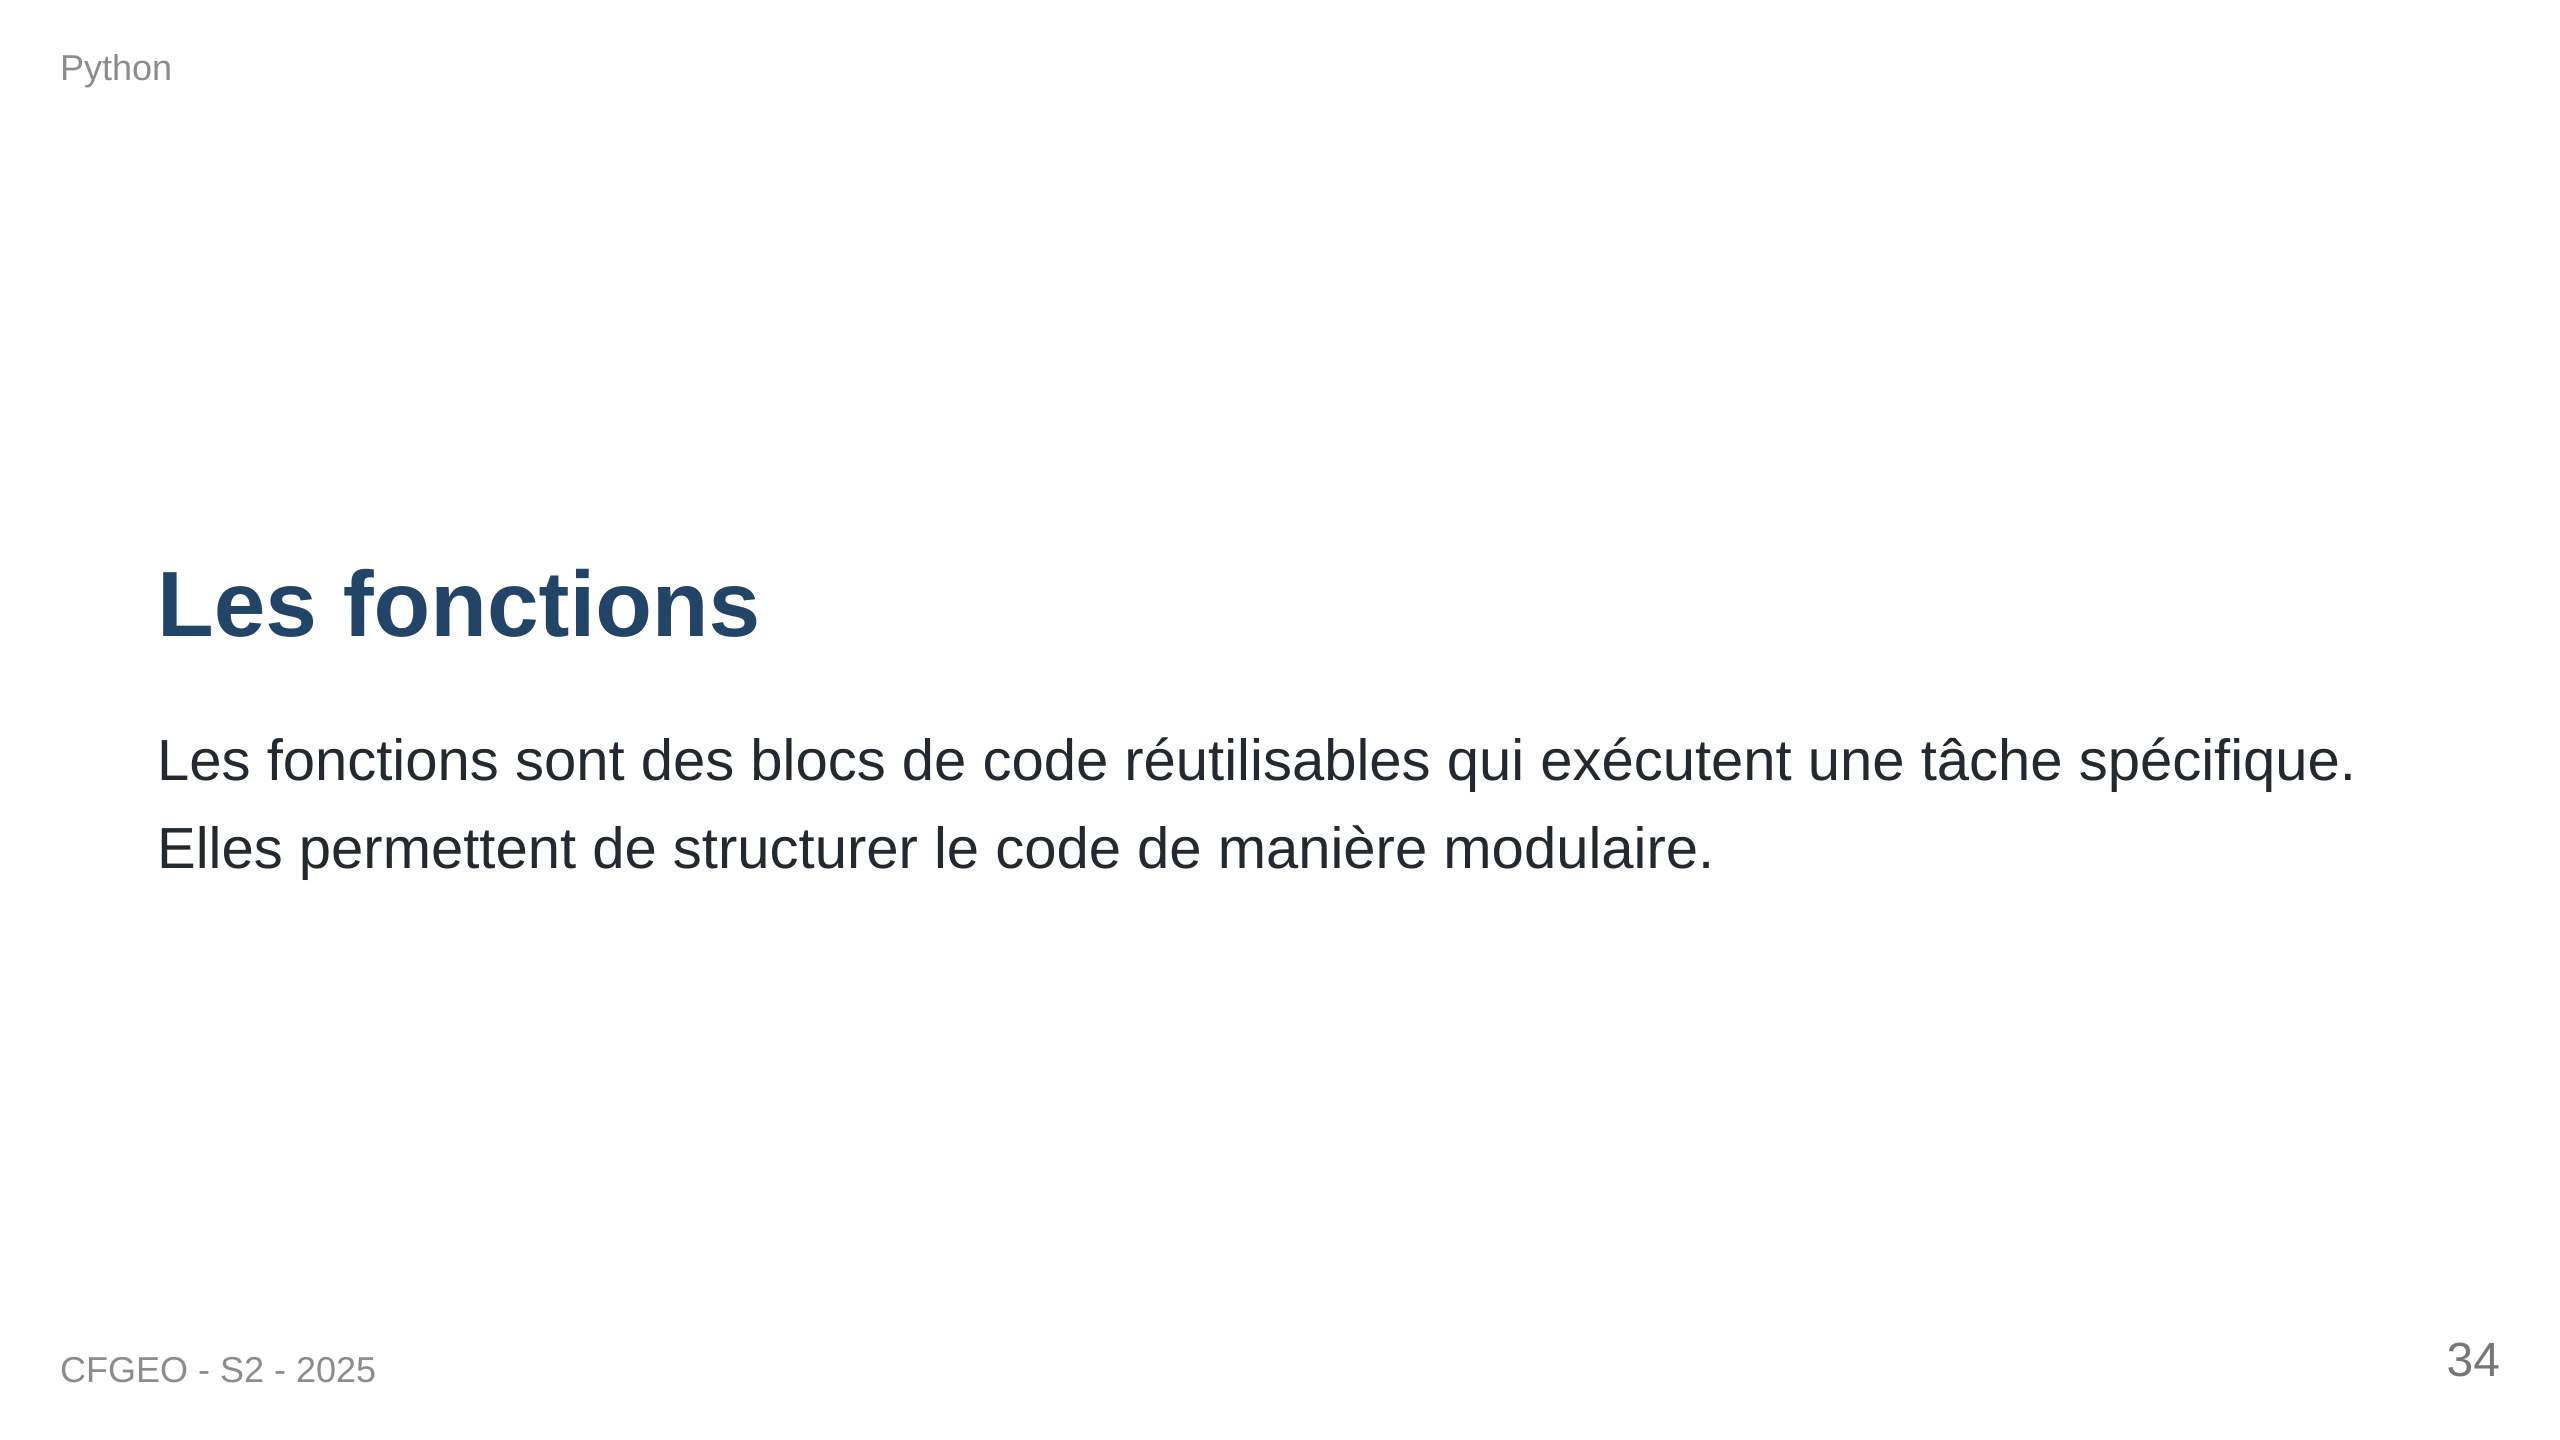 Python
Les fonctions
Les fonctions sont des blocs de code réutilisables qui exécutent une tâche spécifique.
Elles permettent de structurer le code de manière modulaire.
CFGEO - S2 - 2025
34